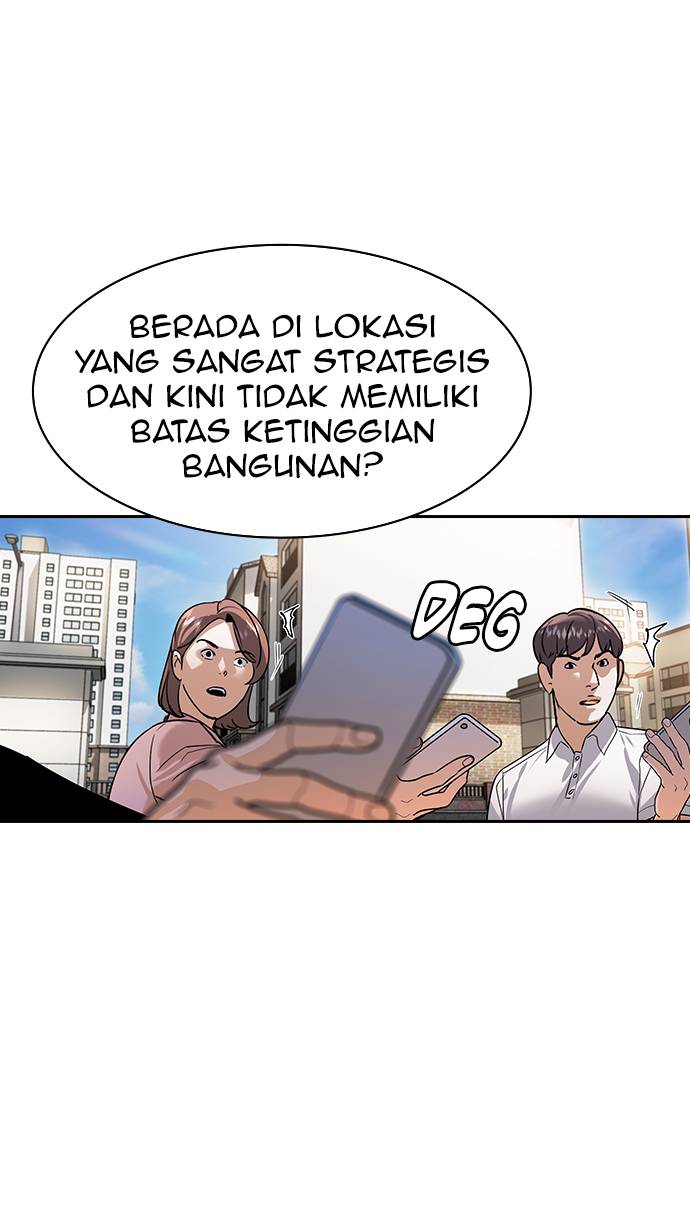 BERADA DI LOKASI
YANG SANGAT STRATEGIS
DAN KINI TIDAK MEMILIKI
BATAS KETINGGIAN
BANGUNAN?
DEG